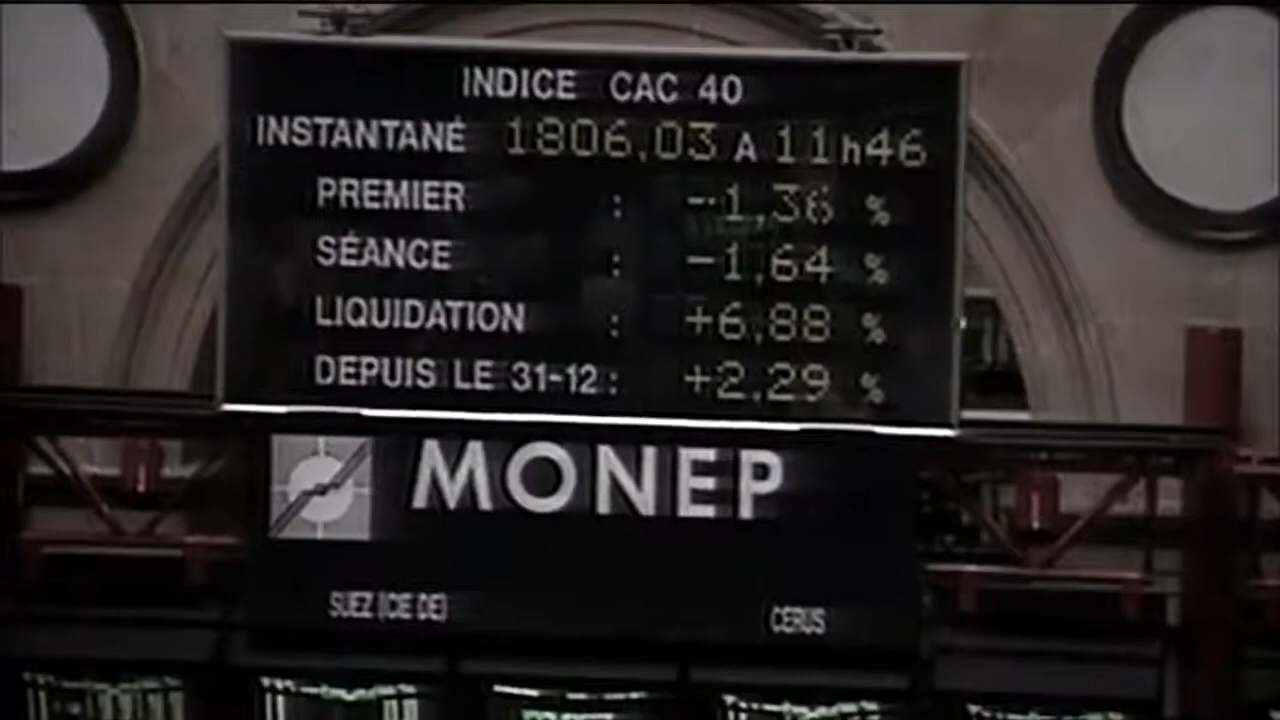 INDICE CAC 40
INSTANTANÉ 1806,03 A 11h46
PREMIER : -1,36 %
SÉANCE : -1,64 %
LIQUIDATION : +6,88 %
DEPUIS LE 31-12 : +2,29 %
MONEP
SUEZ (CIE DE) CERUS